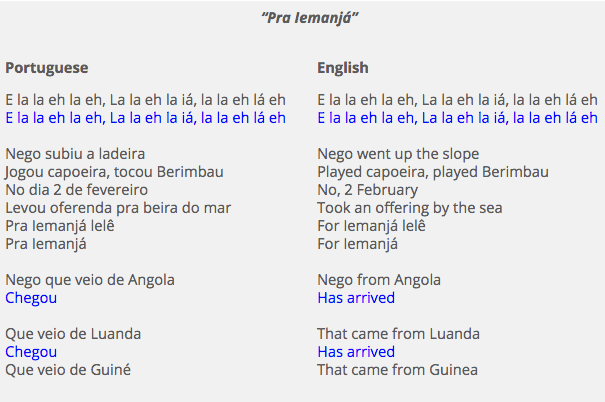 "Pra Iemanjá"
Portuguese
E la la eh la eh, La la eh la iá, la la eh lá eh
E la la eh la eh, La la eh la iá, la la eh lá eh
Nego subiu a ladeira
Jogou capoeira, tocou Berimbau
No dia 2 de fevereiro
Levou oferenda pra beira do mar
Pra Iemanjá lelê
Pra Iemanjá
Nego que veio de Angola
Chegou
Que veio de Luanda
Chegou
Que veio de Guiné
English
E la la eh la eh, La la eh la iá, la la eh lá eh
E la la eh la eh, La la eh la iá, la la eh lá eh
Nego went up the slope
Played capoeira, played Berimbau
No, 2 February
Took an offering by the sea
For Iemanjá lelê
For Iemanjá
Nego from Angola
Has arrived
That came from Luanda
Has arrived
That came from Guinea